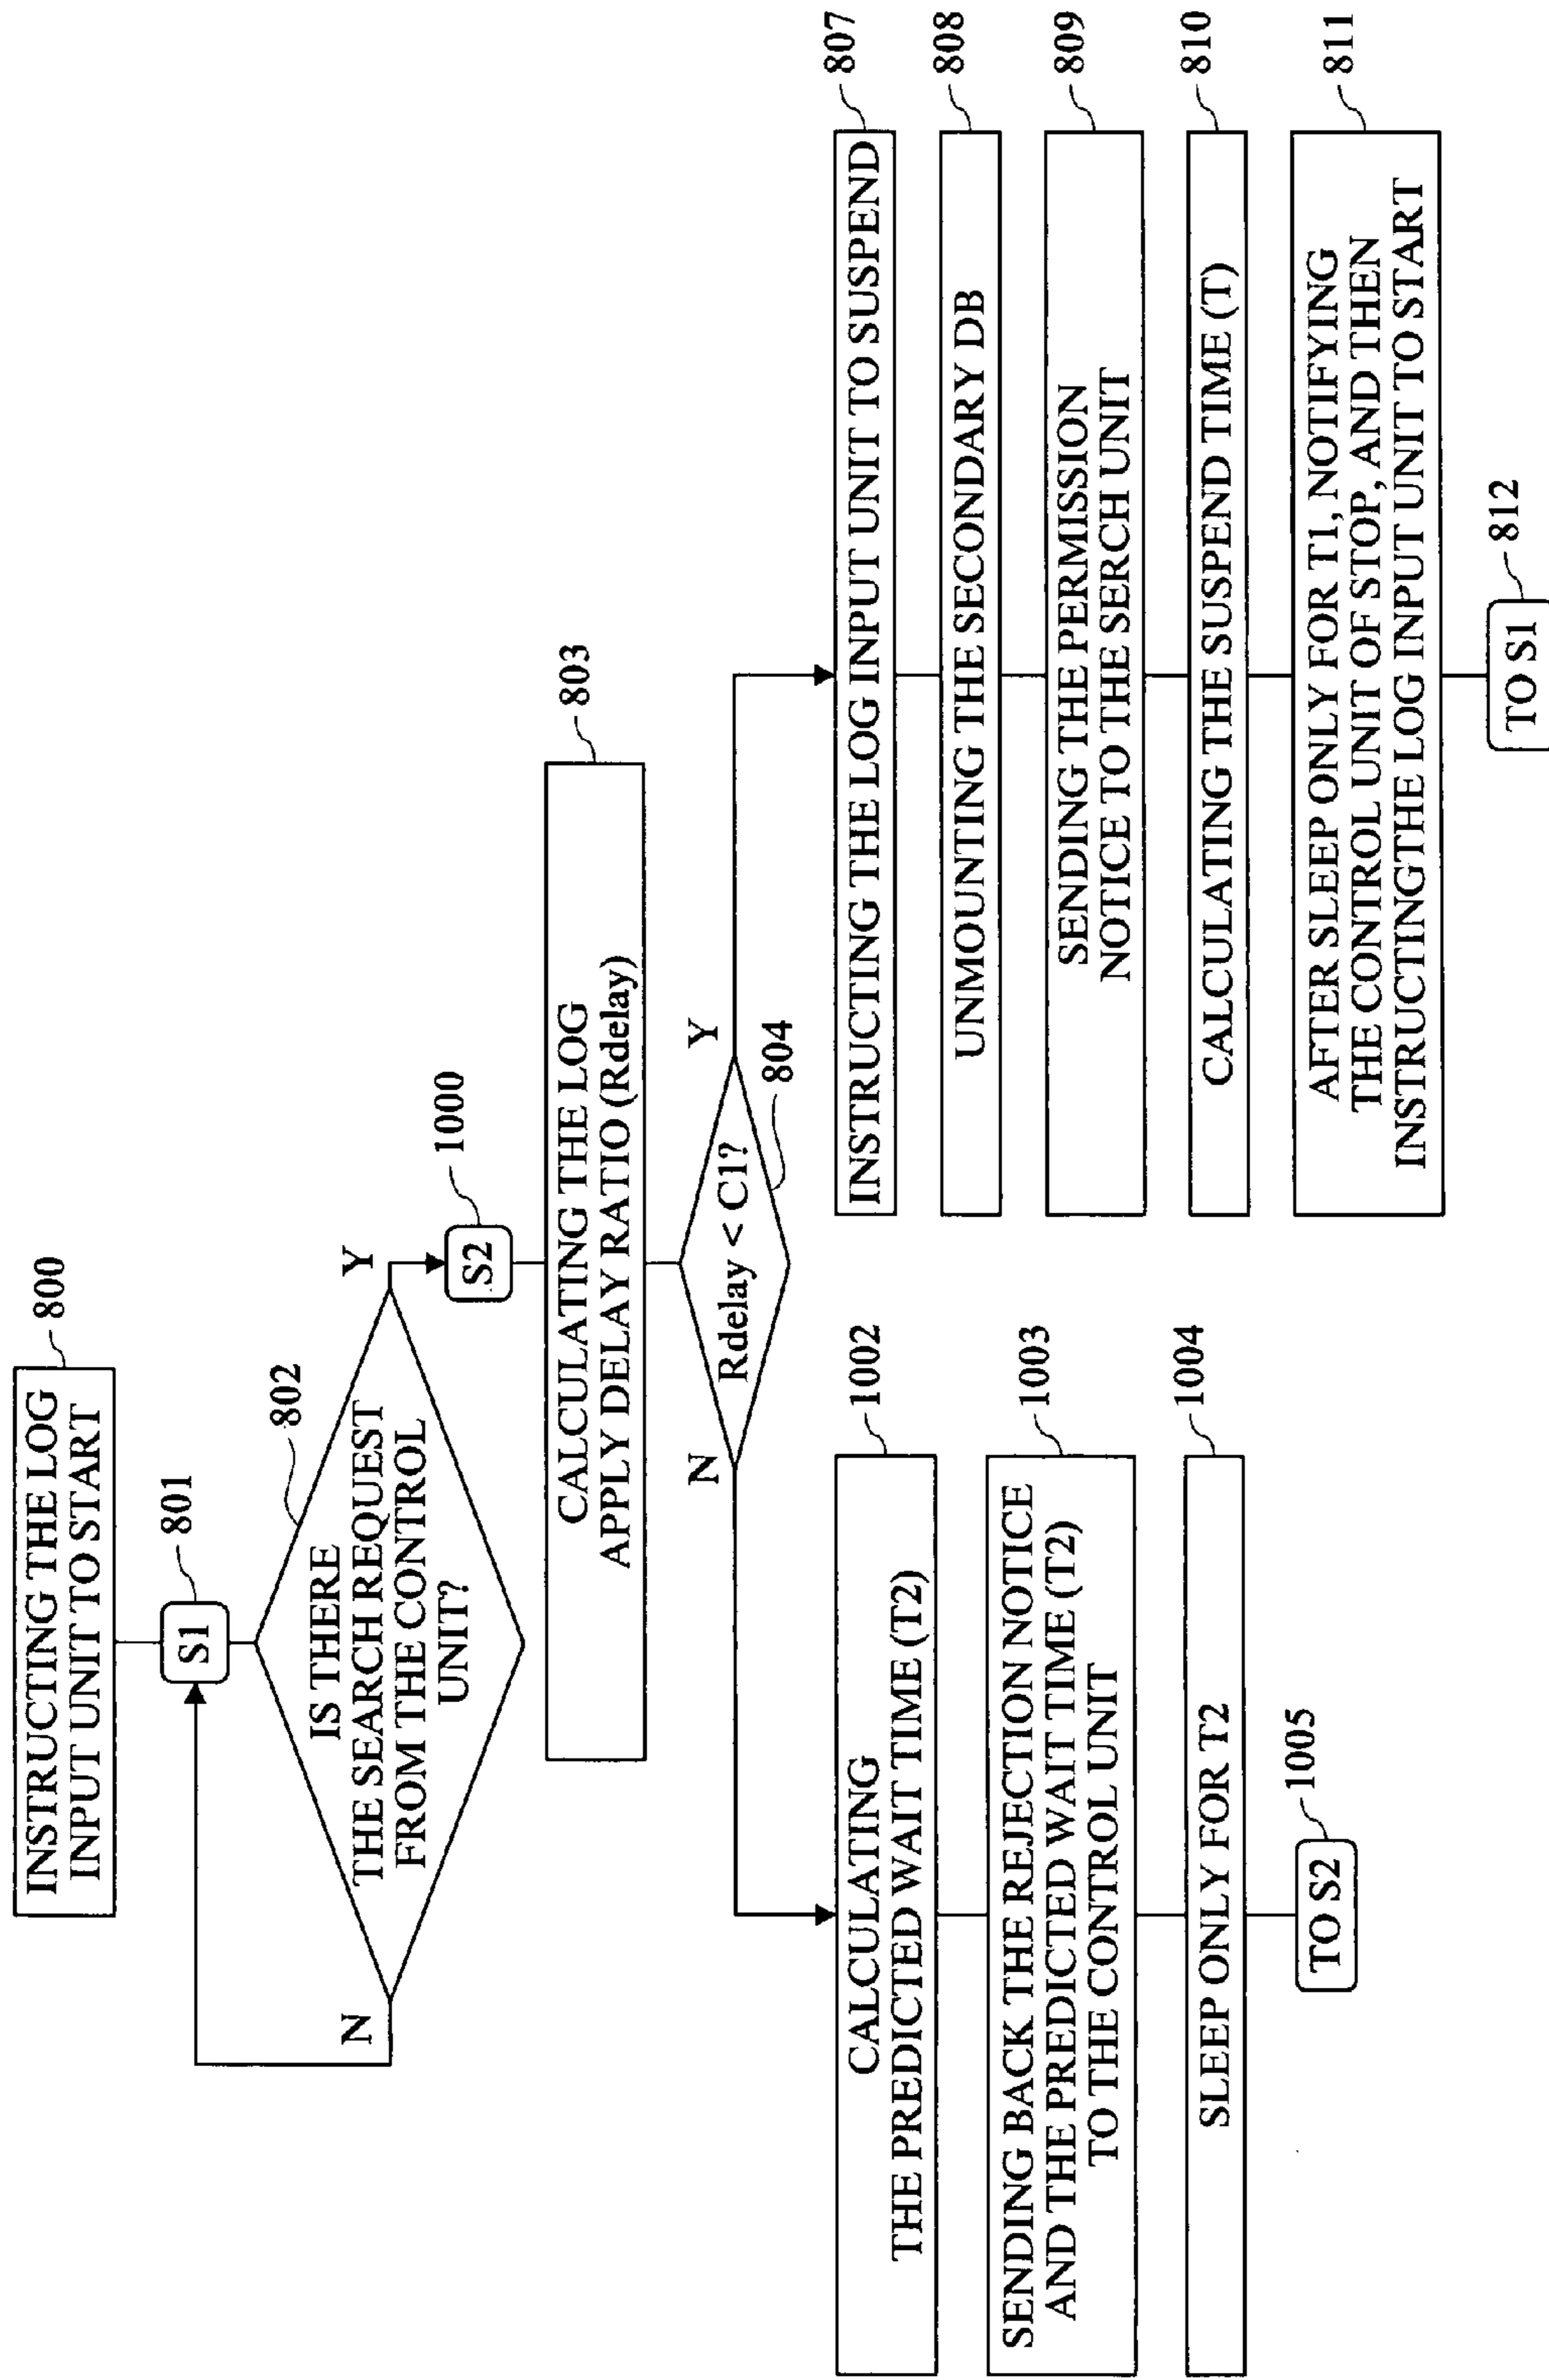 INSTRUCTING THE LOG
INPUT UNIT TO START
800
S1
801
IS THERE
THE SEARCH REQUEST
FROM THE CONTROL
UNIT?
802
N
Y
S2
1000
CALCULATING THE LOG
APPLY DELAY RATIO (Rdelay)
803
Rdelay < C1?
804
N
Y
CALCULATING
THE PREDICTED WAIT TIME (T2)
1002
SENDING BACK THE REJECTION NOTICE
AND THE PREDICTED WAIT TIME (T2)
TO THE CONTROL UNIT
1003
SLEEP ONLY FOR T2
1004
TO S2
1005
INSTRUCTING THE LOG INPUT UNIT TO SUSPEND
807
UNMOUNTING THE SECONDARY DB
808
SENDING THE PERMISSION
NOTICE TO THE SERCH UNIT
809
CALCULATING THE SUSPEND TIME (T)
810
AFTER SLEEP ONLY FOR T1, NOTIFYING
THE CONTROL UNIT OF STOP, AND THEN
INSTRUCTINGTHE LOG INPUT UNIT TO START
811
TO S1
812